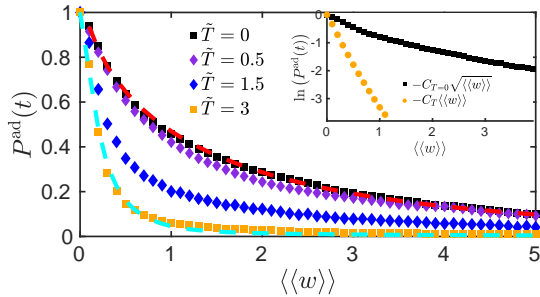 1
0.8
0.6
0.4
0.2
0
P^ad(t)
T̃ = 0
T̃ = 0.5
T̃ = 1.5
T̃ = 3
0 1 2 3 4 5
⟨⟨w⟩⟩
0
-1
-2
-3
ln (P^ad(t))
−C_{T=0}√⟨⟨w⟩⟩
−C_T⟨⟨w⟩⟩
0 1 2 3
⟨⟨w⟩⟩